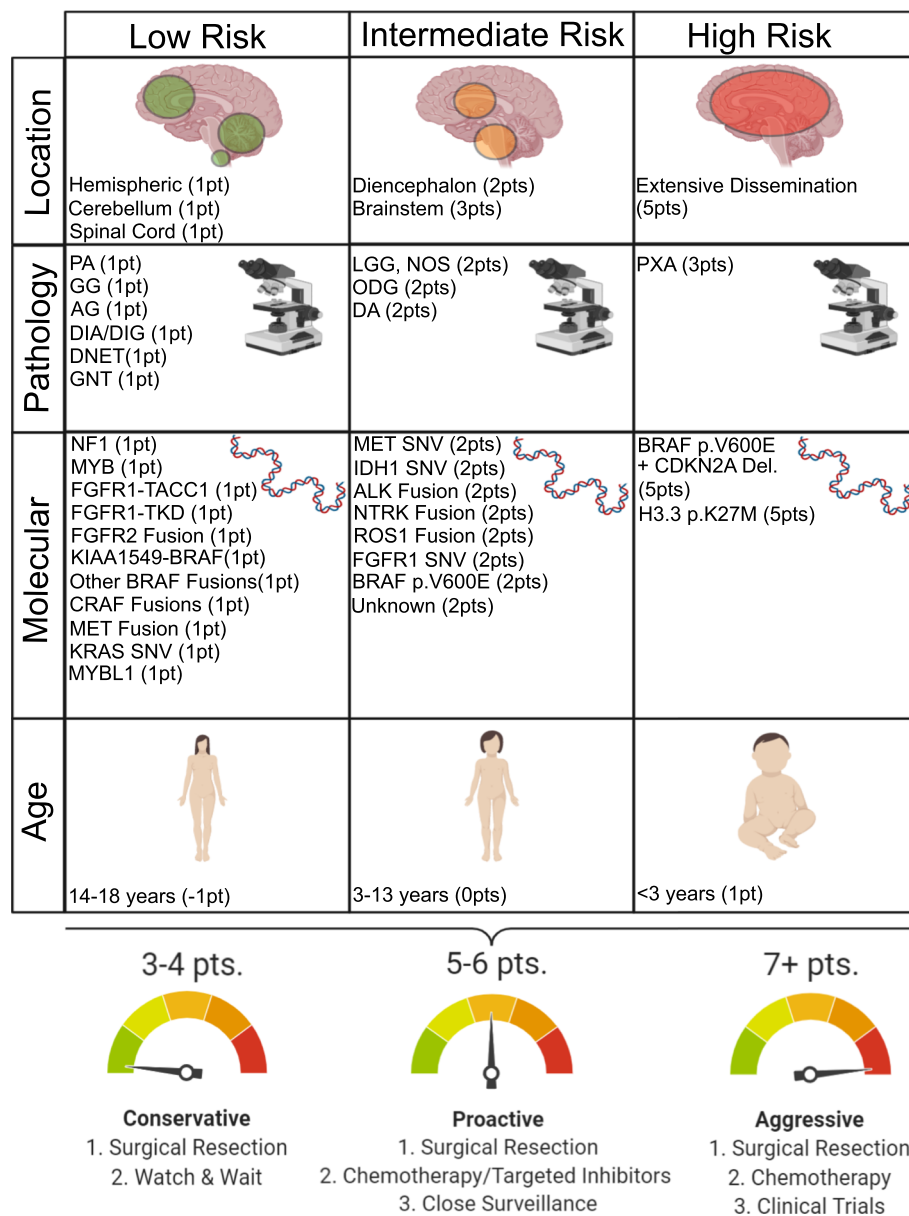 Low Risk
Intermediate Risk
High Risk
Location
Hemispheric (1pt)
Cerebellum (1pt)
Spinal Cord (1pt)
Diencephalon (2pts)
Brainstem (3pts)
Extensive Dissemination
(5pts)
Pathology
PA (1pt)
GG (1pt)
AG (1pt)
DIA/DIG (1pt)
DNET(1pt)
GNT (1pt)
LGG, NOS (2pts)
ODG (2pts)
DA (2pts)
PXA (3pts)
Molecular
NF1 (1pt)
MYB (1pt)
FGFR1-TACC1 (1pt)
FGFR1-TKD (1pt)
FGFR2 Fusion (1pt)
KIAA1549-BRAF(1pt)
Other BRAF Fusions(1pt)
CRAF Fusions (1pt)
MET Fusion (1pt)
KRAS SNV (1pt)
MYBL1 (1pt)
MET SNV (2pts)
IDH1 SNV (2pts)
ALK Fusion (2pts)
NTRK Fusion (2pts)
ROS1 Fusion (2pts)
FGFR1 SNV (2pts)
BRAF p.V600E (2pts)
Unknown (2pts)
BRAF p.V600E
+ CDKN2A Del.
(5pts)
H3.3 p.K27M (5pts)
Age
14-18 years (-1pt)
3-13 years (0pts)
<3 years (1pt)
3-4 pts.
5-6 pts.
7+ pts.
Conservative
1. Surgical Resection
2. Watch & Wait
Proactive
1. Surgical Resection
2. Chemotherapy/Targeted Inhibitors
3. Close Surveillance
Aggressive
1. Surgical Resection
2. Chemotherapy
3. Clinical Trials